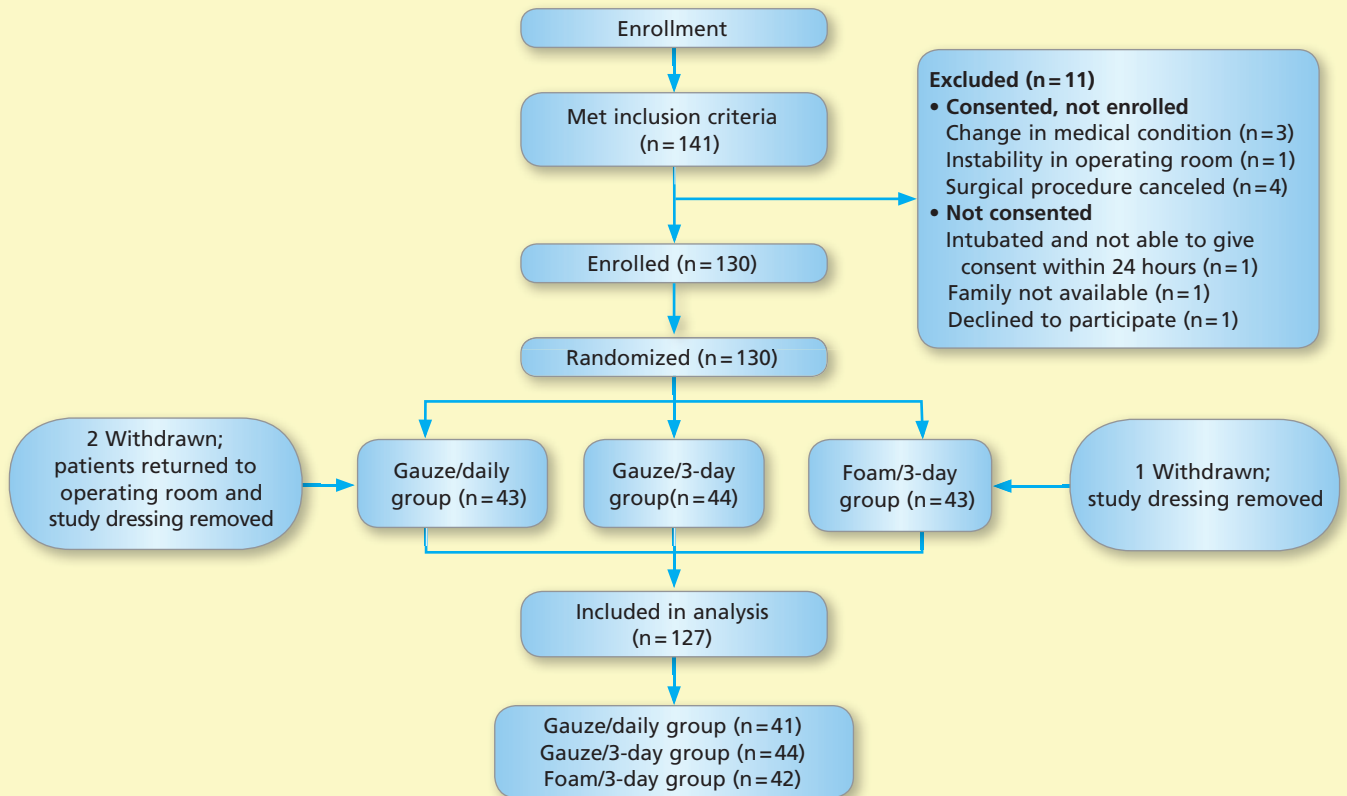 Enrollment
Met inclusion criteria
(n=141)
Excluded (n=11)
• Consented, not enrolled
Change in medical condition (n=3)
Instability in operating room (n=1)
Surgical procedure canceled (n=4)
• Not consented
Intubated and not able to give
consent within 24 hours (n=1)
Family not available (n=1)
Declined to participate (n=1)
Enrolled (n=130)
Randomized (n=130)
2 Withdrawn;
patients returned to
operating room and
study dressing removed
Gauze/daily
group (n=43)
Gauze/3-day
group(n=44)
Foam/3-day
group (n=43)
1 Withdrawn;
study dressing removed
Included in analysis
(n=127)
Gauze/daily group (n=41)
Gauze/3-day group (n=44)
Foam/3-day group (n=42)